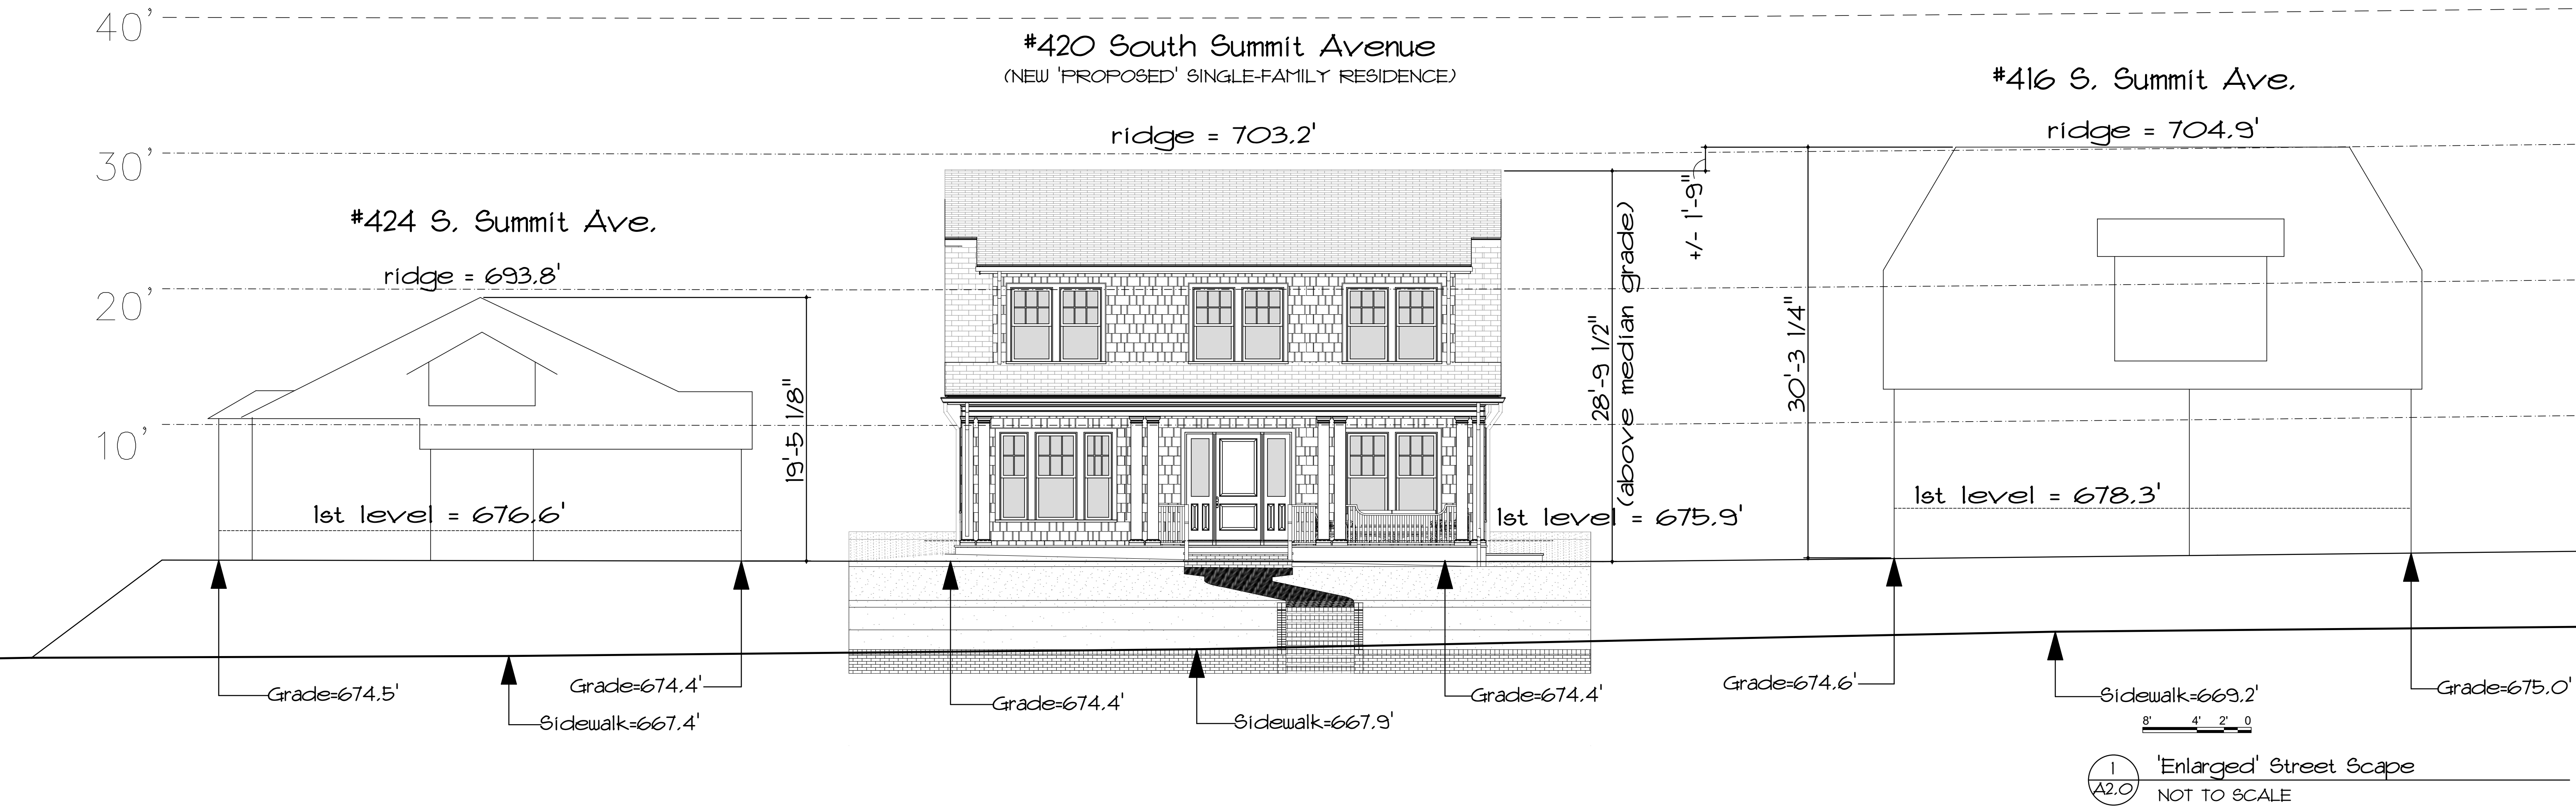 40'
30'
20'
10'
#424 S. Summit Ave.
ridge = 693.8'
1st level = 676.6'
19'-5 1/8"
Grade=674.5'
Grade=674.4'
Sidewalk=667.4'
#420 South Summit Avenue
(NEW 'PROPOSED' SINGLE-FAMILY RESIDENCE)
ridge = 703.2'
28'-9 1/2"
(above median grade)
+/- 1'-9"
1st level = 675.9'
Grade=674.4'
Sidewalk=667.9'
Grade=674.4'
#416 S. Summit Ave.
ridge = 704.9'
30'-3 1/4"
1st level = 678.3'
Grade=674.6'
Sidewalk=669.2'
Grade=675.0'
8' 4' 2' 0
1
A2.0
'Enlarged' Street Scape
NOT TO SCALE